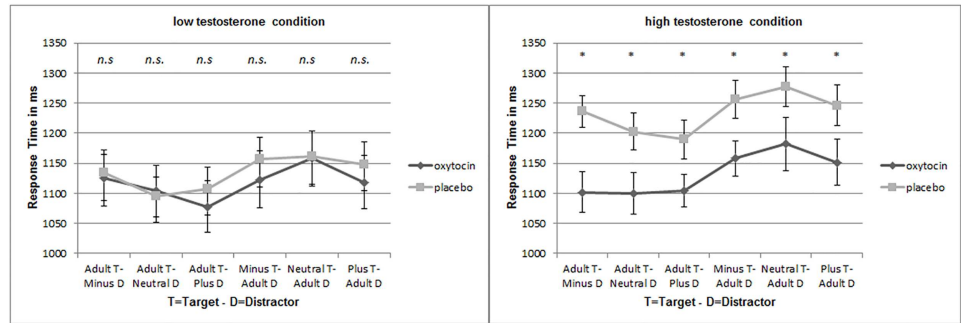 low testosterone condition
1350
1300
1250
1200
1150
1100
1050
1000
Response Time in ms
n.s n.s. n.s n.s. n.s n.s.
Adult T- Adult T- Adult T- Minus T- Neutral T- Plus T-
Minus D Neutral D Plus D Adult D Adult D Adult D
T=Target - D=Distractor
oxytocin
placebo
high testosterone condition
1350
1300
1250
1200
1150
1100
1050
1000
Response Time in ms
* * * * * *
Adult T- Adult T- Adult T- Minus T- Neutral T- Plus T-
Minus D Neutral D Plus D Adult D Adult D Adult D
T=Target - D=Distractor
oxytocin
placebo